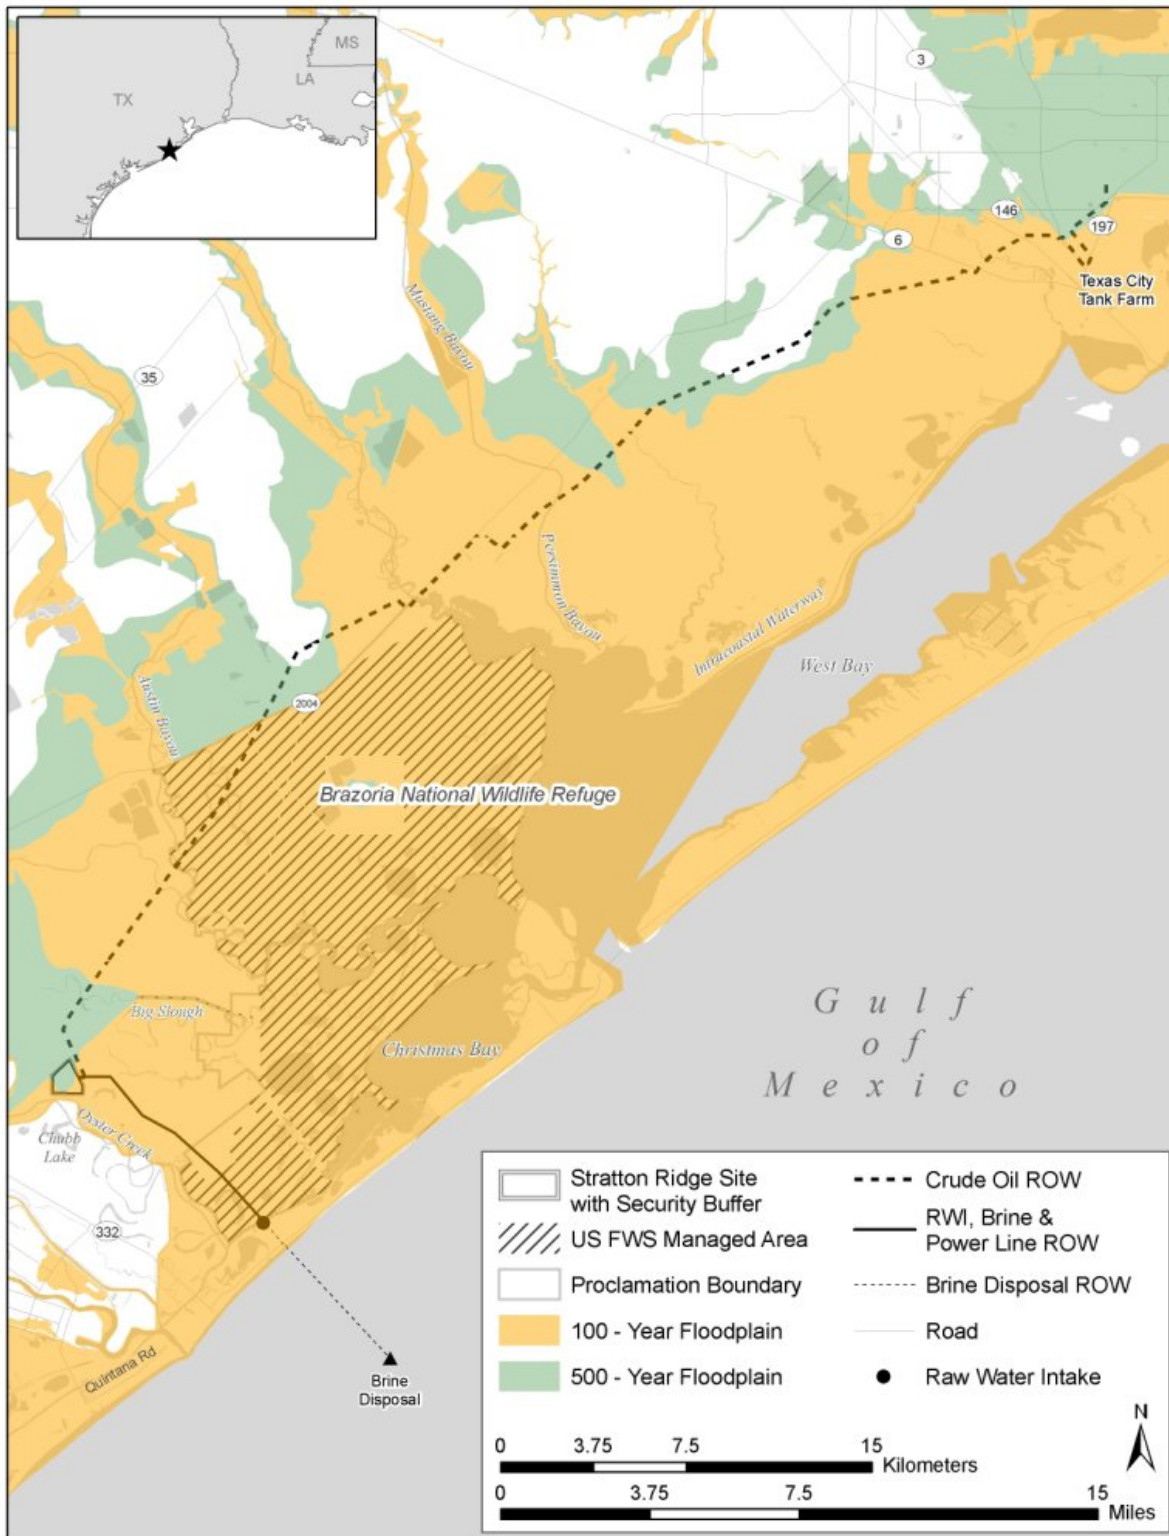 MS
LA
TX
3
146
197
6
Texas City
Tank Farm
Mustang Bayou
35
Persimmon Bayou
Intracoastal Waterway
West Bay
Austin Bayou
2004
Brazoria National Wildlife Refuge
Big Slough
Christmas Bay
Gulf
of
Mexico
Oyster Creek
Chubb
Lake
332
Quintana Rd
Brine
Disposal
Stratton Ridge Site
with Security Buffer
US FWS Managed Area
Proclamation Boundary
100 - Year Floodplain
500 - Year Floodplain
Crude Oil ROW
RWI, Brine &
Power Line ROW
Brine Disposal ROW
Road
Raw Water Intake
N
0 3.75 7.5 15
Kilometers
0 3.75 7.5 15
Miles